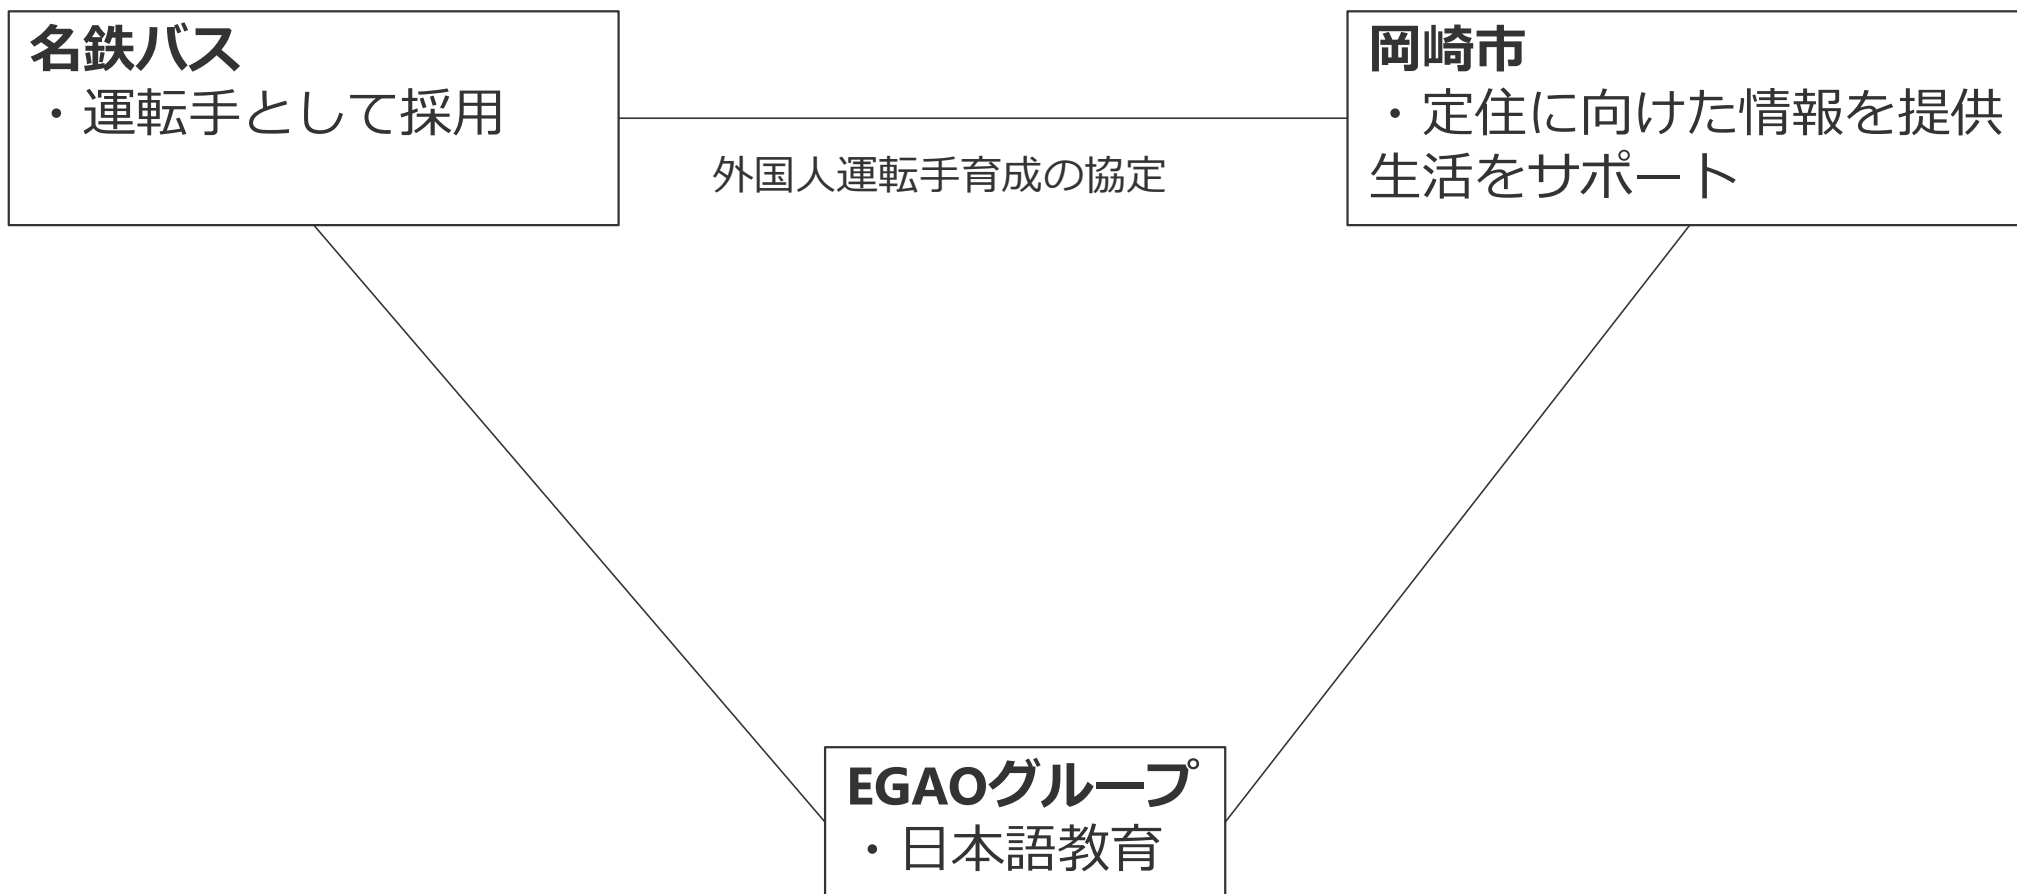 名鉄バス
・運転手として採用
岡崎市
・定住に向けた情報を提供
生活をサポート
外国人運転手育成の協定
EGAOグループ
・日本語教育